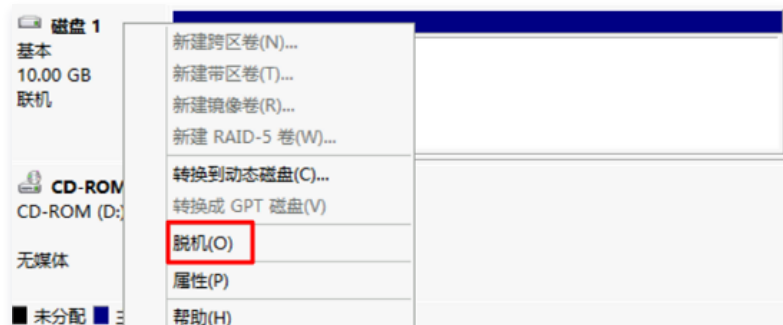 磁盘 1
基本
10.00 GB
联机
新建跨区卷(N)...
新建带区卷(T)...
新建镜像卷(R)...
新建 RAID-5 卷(W)...
转换到动态磁盘(C)...
转换成 GPT 磁盘(V)
脱机(O)
属性(P)
帮助(H)
CD-ROM
CD-ROM (D:)
无媒体
未分配